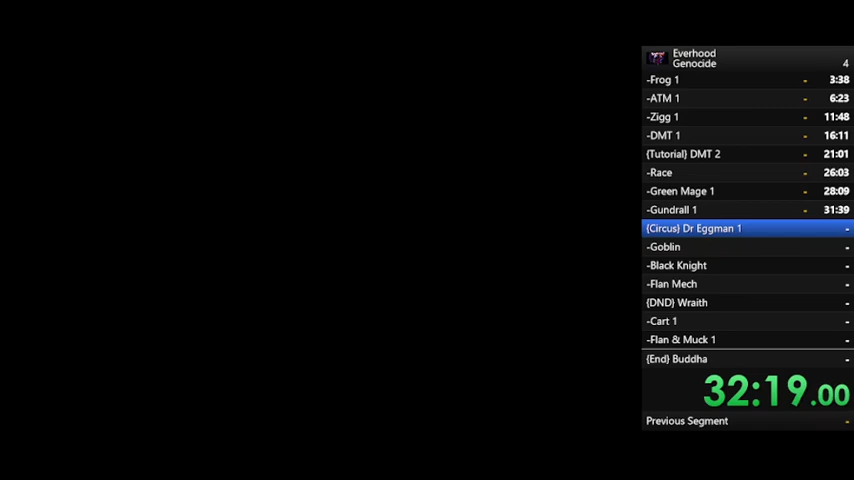 Everhood
Genocide 4
-Frog 1 - 3:38
-ATM 1 - 6:23
-Zigg 1 - 11:48
-DMT 1 - 16:11
{Tutorial} DMT 2 - 21:01
-Race - 26:03
-Green Mage 1 - 28:09
-Gundrall 1 - 31:39
{Circus} Dr Eggman 1 -
-Goblin -
-Black Knight -
-Flan Mech -
{DND} Wraith -
-Cart 1 -
-Flan & Muck 1 -
{End} Buddha -
32:19.00
Previous Segment -